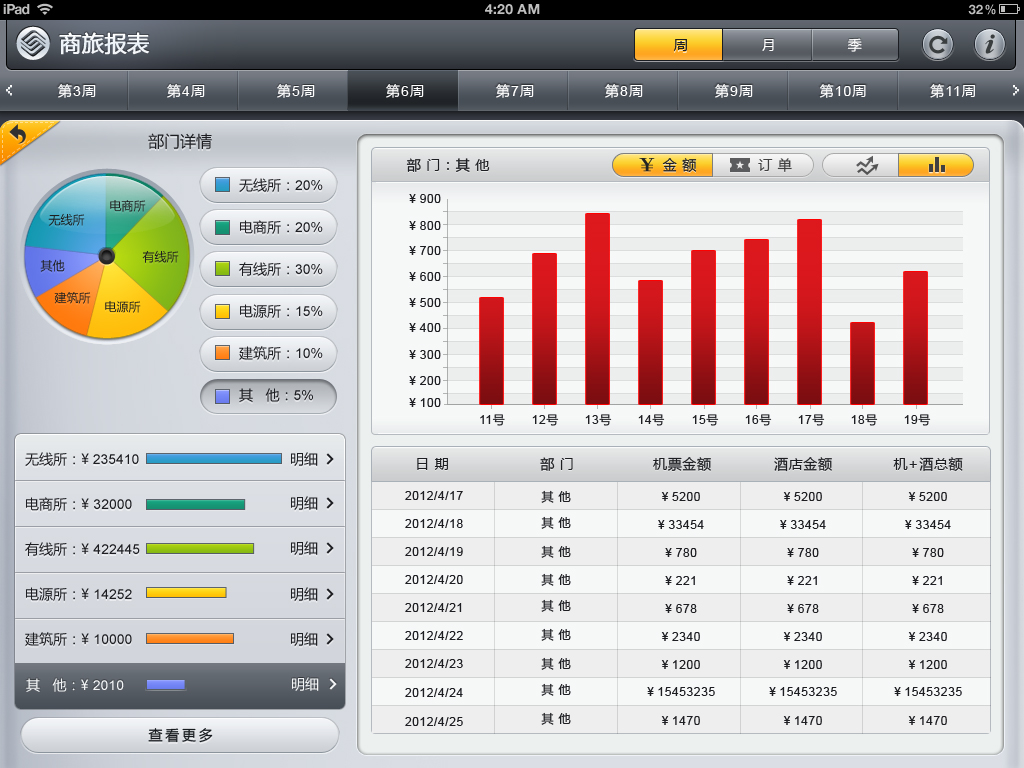 iPad 4:20 AM 32%
商旅报表 周 月 季
第3周 第4周 第5周 第6周 第7周 第8周 第9周 第10周 第11周
部门详情
无线所
电商所
有线所
其他
建筑所
电源所
无线所：20%
电商所：20%
有线所：30%
电源所：15%
建筑所：10%
其 他：5%
无线所：¥ 235410 明细
电商所：¥ 32000 明细
有线所：¥ 422445 明细
电源所：¥ 14252 明细
建筑所：¥ 10000 明细
其 他：¥ 2010 明细
查看更多
部门：其他 ¥ 金额 订单
¥ 900
¥ 800
¥ 700
¥ 600
¥ 500
¥ 400
¥ 300
¥ 200
¥ 100
11号 12号 13号 14号 15号 16号 17号 18号 19号
日期 部门 机票金额 酒店金额 机+酒总额
2012/4/17 其他 ¥ 5200 ¥ 5200 ¥ 5200
2012/4/18 其他 ¥ 33454 ¥ 33454 ¥ 33454
2012/4/19 其他 ¥ 780 ¥ 780 ¥ 780
2012/4/20 其他 ¥ 221 ¥ 221 ¥ 221
2012/4/21 其他 ¥ 678 ¥ 678 ¥ 678
2012/4/22 其他 ¥ 2340 ¥ 2340 ¥ 2340
2012/4/23 其他 ¥ 1200 ¥ 1200 ¥ 1200
2012/4/24 其他 ¥ 15453235 ¥ 15453235 ¥ 15453235
2012/4/25 其他 ¥ 1470 ¥ 1470 ¥ 1470